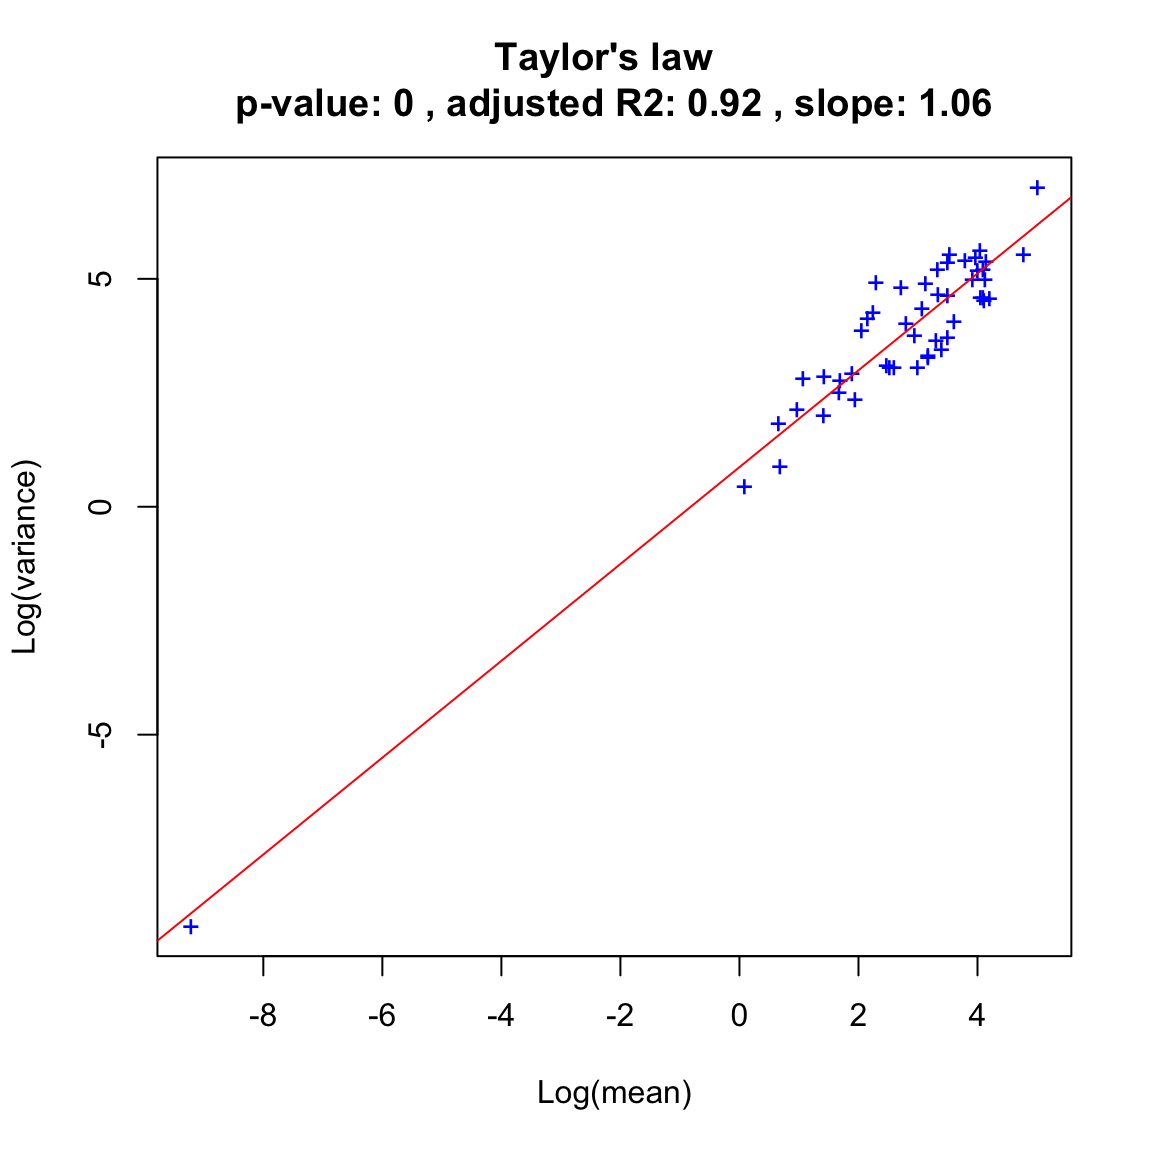 Taylor's law
p-value: 0 , adjusted R2: 0.92 , slope: 1.06
5
0
-5
Log(variance)
-8 -6 -4 -2 0 2 4
Log(mean)